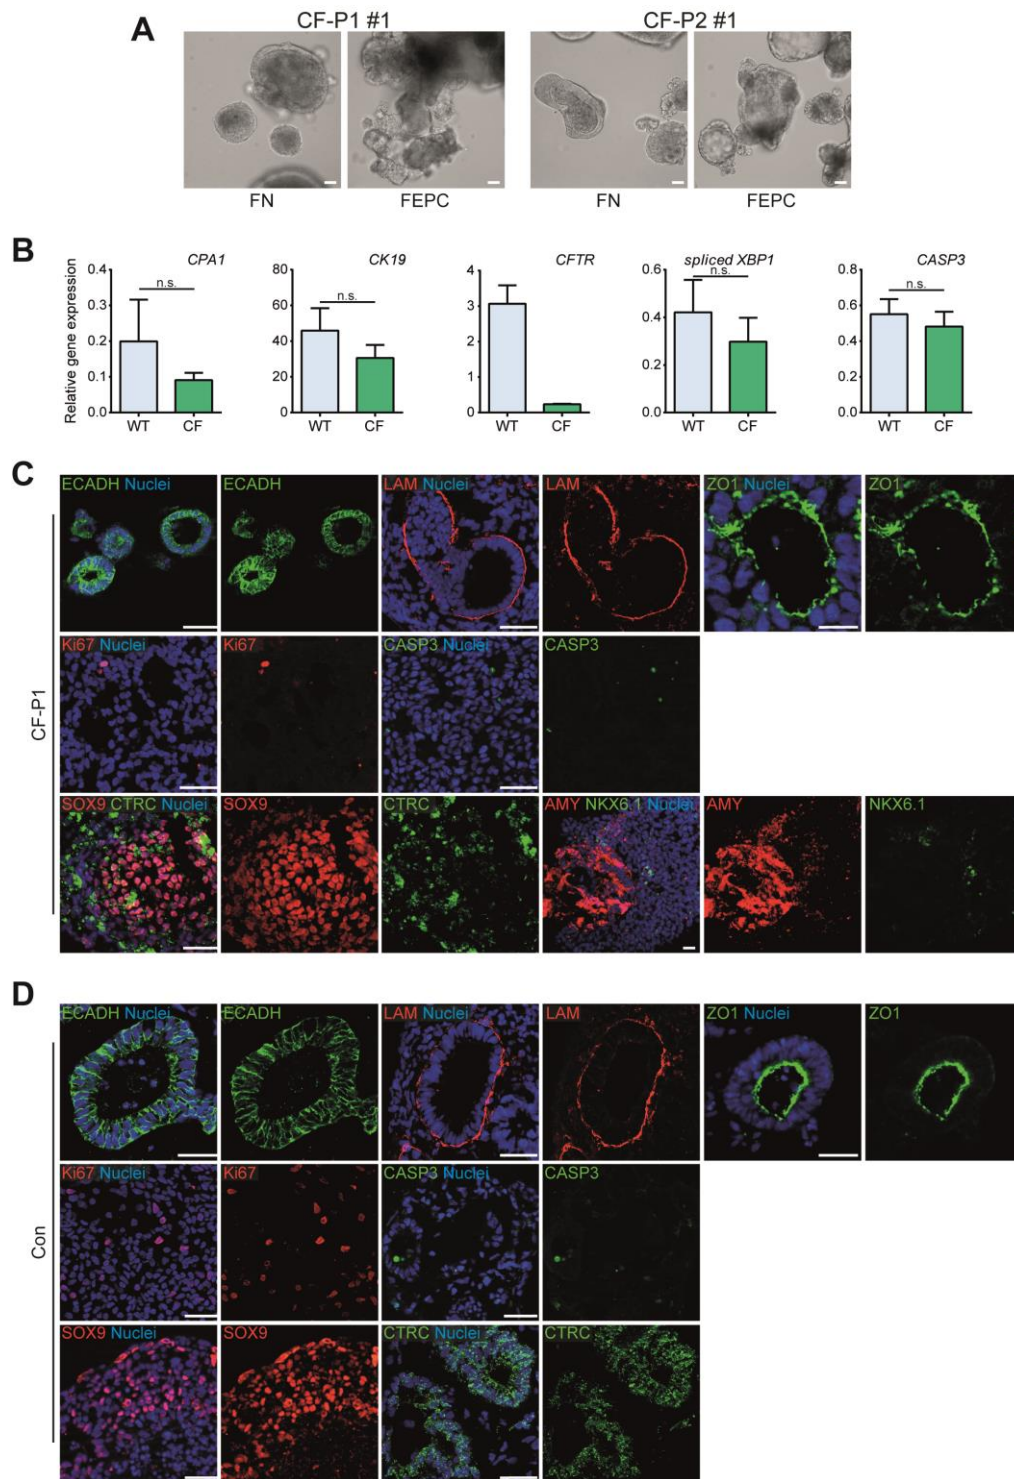 A
CF-P1 #1
CF-P2 #1
FN
FEPC
FN
FEPC
B
Relative gene expression
CPA1
0.4
0.3
0.2
0.1
0.0
n.s.
WT
CF
CK19
80
60
40
20
0
n.s.
WT
CF
CFTR
4
3
2
1
0
WT
CF
spliced XBP1
0.6
0.4
0.2
0.0
n.s.
WT
CF
CASP3
0.8
0.6
0.4
0.2
0.0
n.s.
WT
CF
C
CF-P1
ECADH Nuclei
ECADH
LAM Nuclei
LAM
ZO1 Nuclei
ZO1
Ki67 Nuclei
Ki67
CASP3 Nuclei
CASP3
SOX9 CTRC Nuclei
SOX9
CTRC
AMY NKX6.1 Nuclei
AMY
NKX6.1
D
Con
ECADH Nuclei
ECADH
LAM Nuclei
LAM
ZO1 Nuclei
ZO1
Ki67 Nuclei
Ki67
CASP3 Nuclei
CASP3
SOX9 Nuclei
SOX9
CTRC Nuclei
CTRC